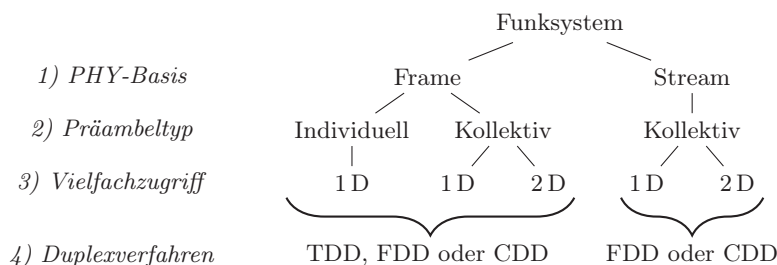 Funksystem
1) PHY-Basis Frame Stream
2) Präambeltyp Individuell Kollektiv Kollektiv
3) Vielfachzugriff 1 D 1 D 2 D 1 D 2 D
4) Duplexverfahren TDD, FDD oder CDD FDD oder CDD